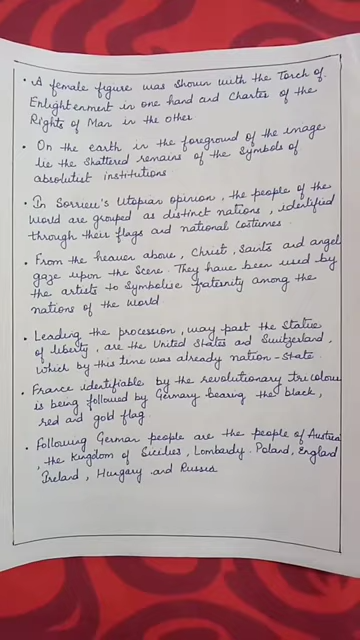 • A female figure was shown with the Torch of
Enlightenment in one hand and Charter of the
Rights of Man in the other
• On the earth in the foreground of the image
lie the shattered remains of the symbols of
absolutist institutions
• In Sorrieu's Utopian opinion, the people of the
world are grouped as distinct nations, identified
through their flags and national costumes.
• From the heaven above, Christ, Saints and angel
gaze upon the scene. They have been used by
the artists to symbolise fraternity among the
nations of the world
• Leading the procession, way past the Statue
of liberty, are the United States and Switzerland,
which by this time was already nation-state.
• France identifiable by the revolutionary tricolour
is being followed by Germany bearing the black,
red and gold flag.
• Following German people are the people of Austria
, the Kingdom of Sicilies, Lombardy. Poland, England
Ireland, Hungary and Russia